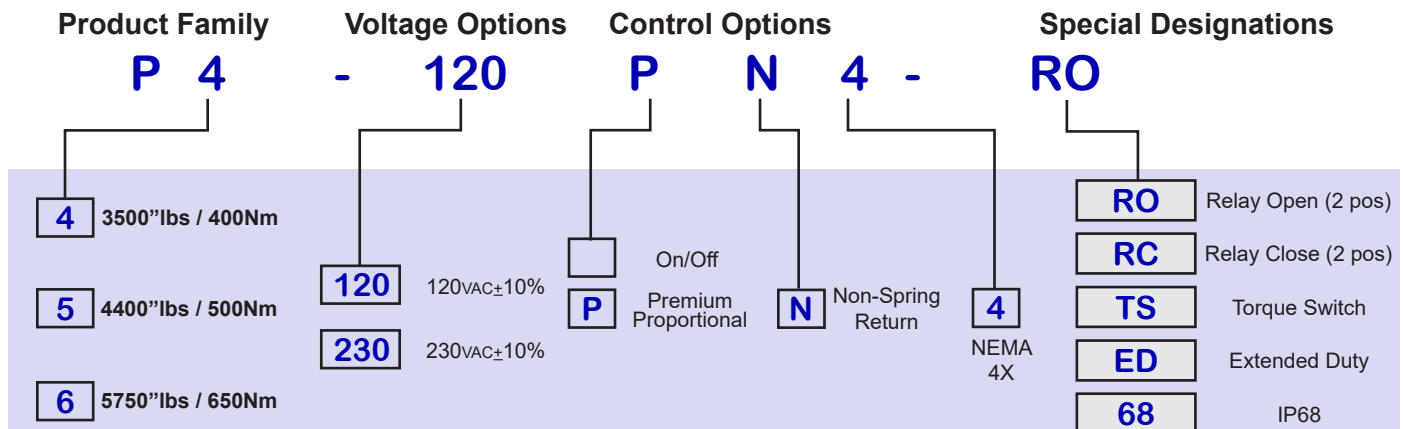 Product Family Voltage Options Control Options Special Designations
P 4 - 120 P N 4 - RO
4 3500”lbs / 400Nm
5 4400”lbs / 500Nm
6 5750”lbs / 650Nm
120 120VAC±10%
230 230VAC±10%
On/Off
P Premium
Proportional
N Non-Spring
Return
4
NEMA
4X
RO Relay Open (2 pos)
RC Relay Close (2 pos)
TS Torque Switch
ED Extended Duty
68 IP68